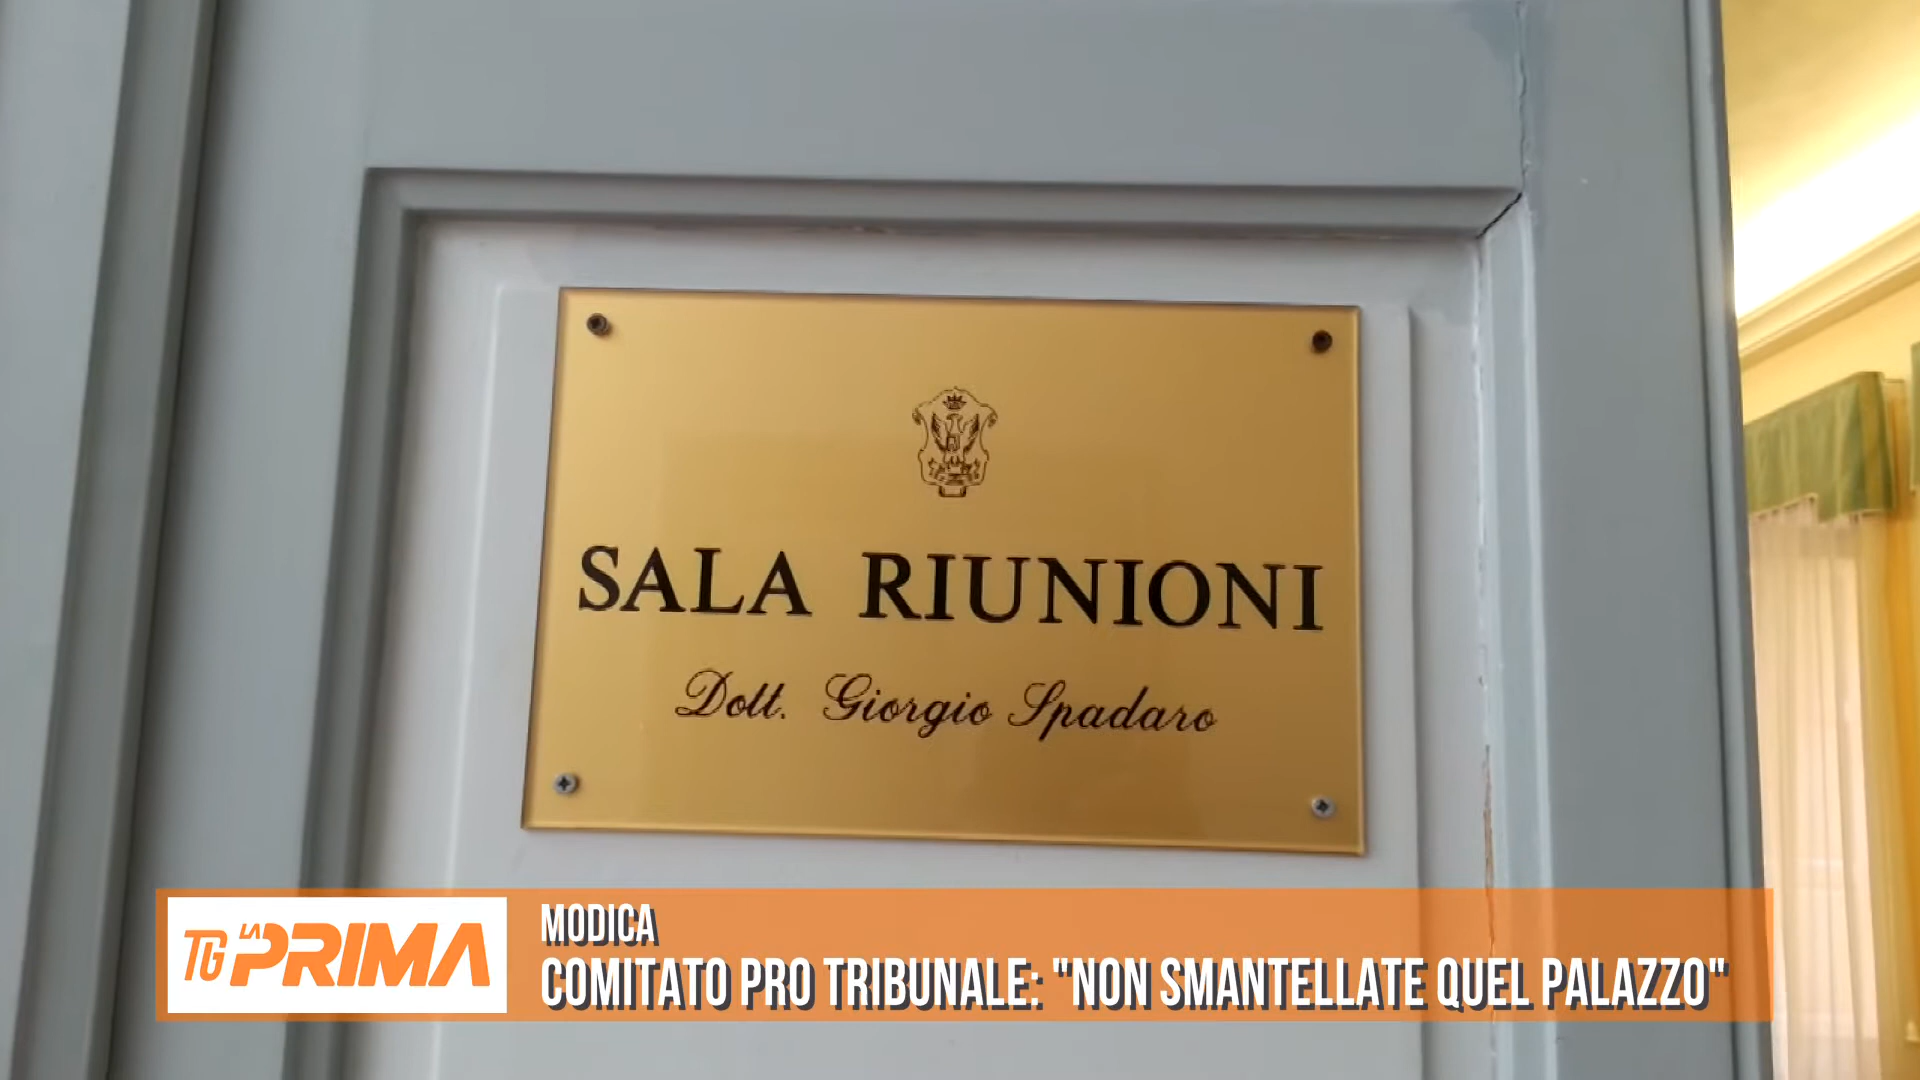 SALA RIUNIONI
Dott. Giorgio Spadaro
TG LA PRIMA
MODICA
COMITATO PRO TRIBUNALE: "NON SMANTELLATE QUEL PALAZZO"